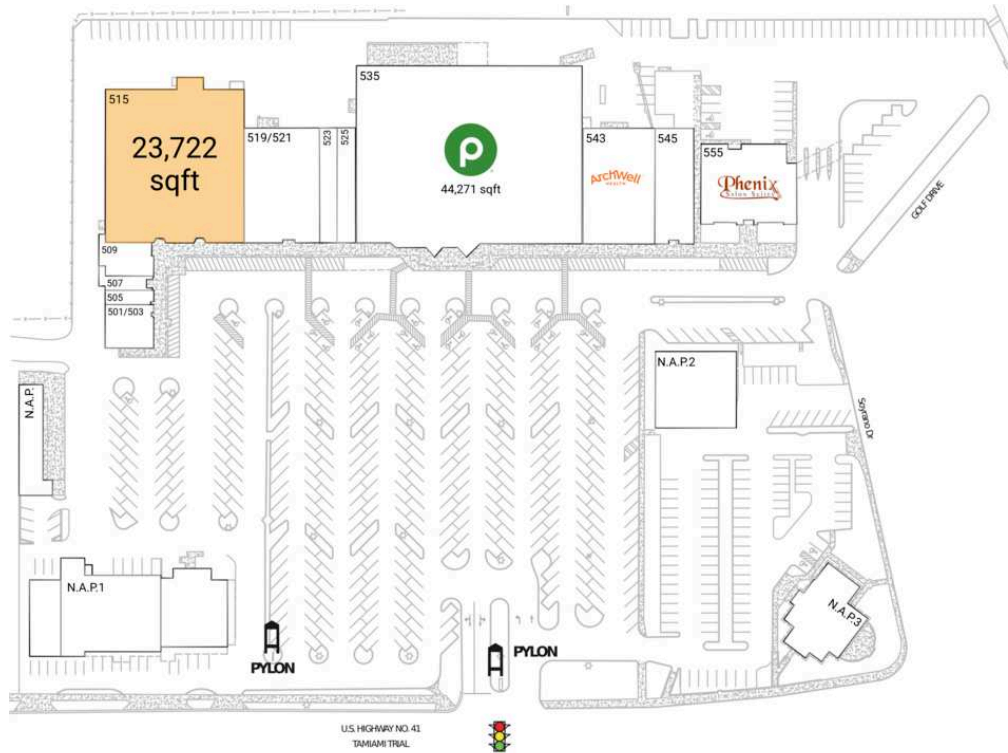 515
23,722
sqft
519/521
523
525
535
44,271 sqft
543
ArchWell
HEALTH
545
555
Phenix
Salon Suites
509
507
505
501/503
GOLF DRIVE
N.A.P.
N.A.P.2
N.A.P.1
N.A.P.3
PYLON
PYLON
U.S. HIGHWAY NO. 41
TAMIAMI TRIAL